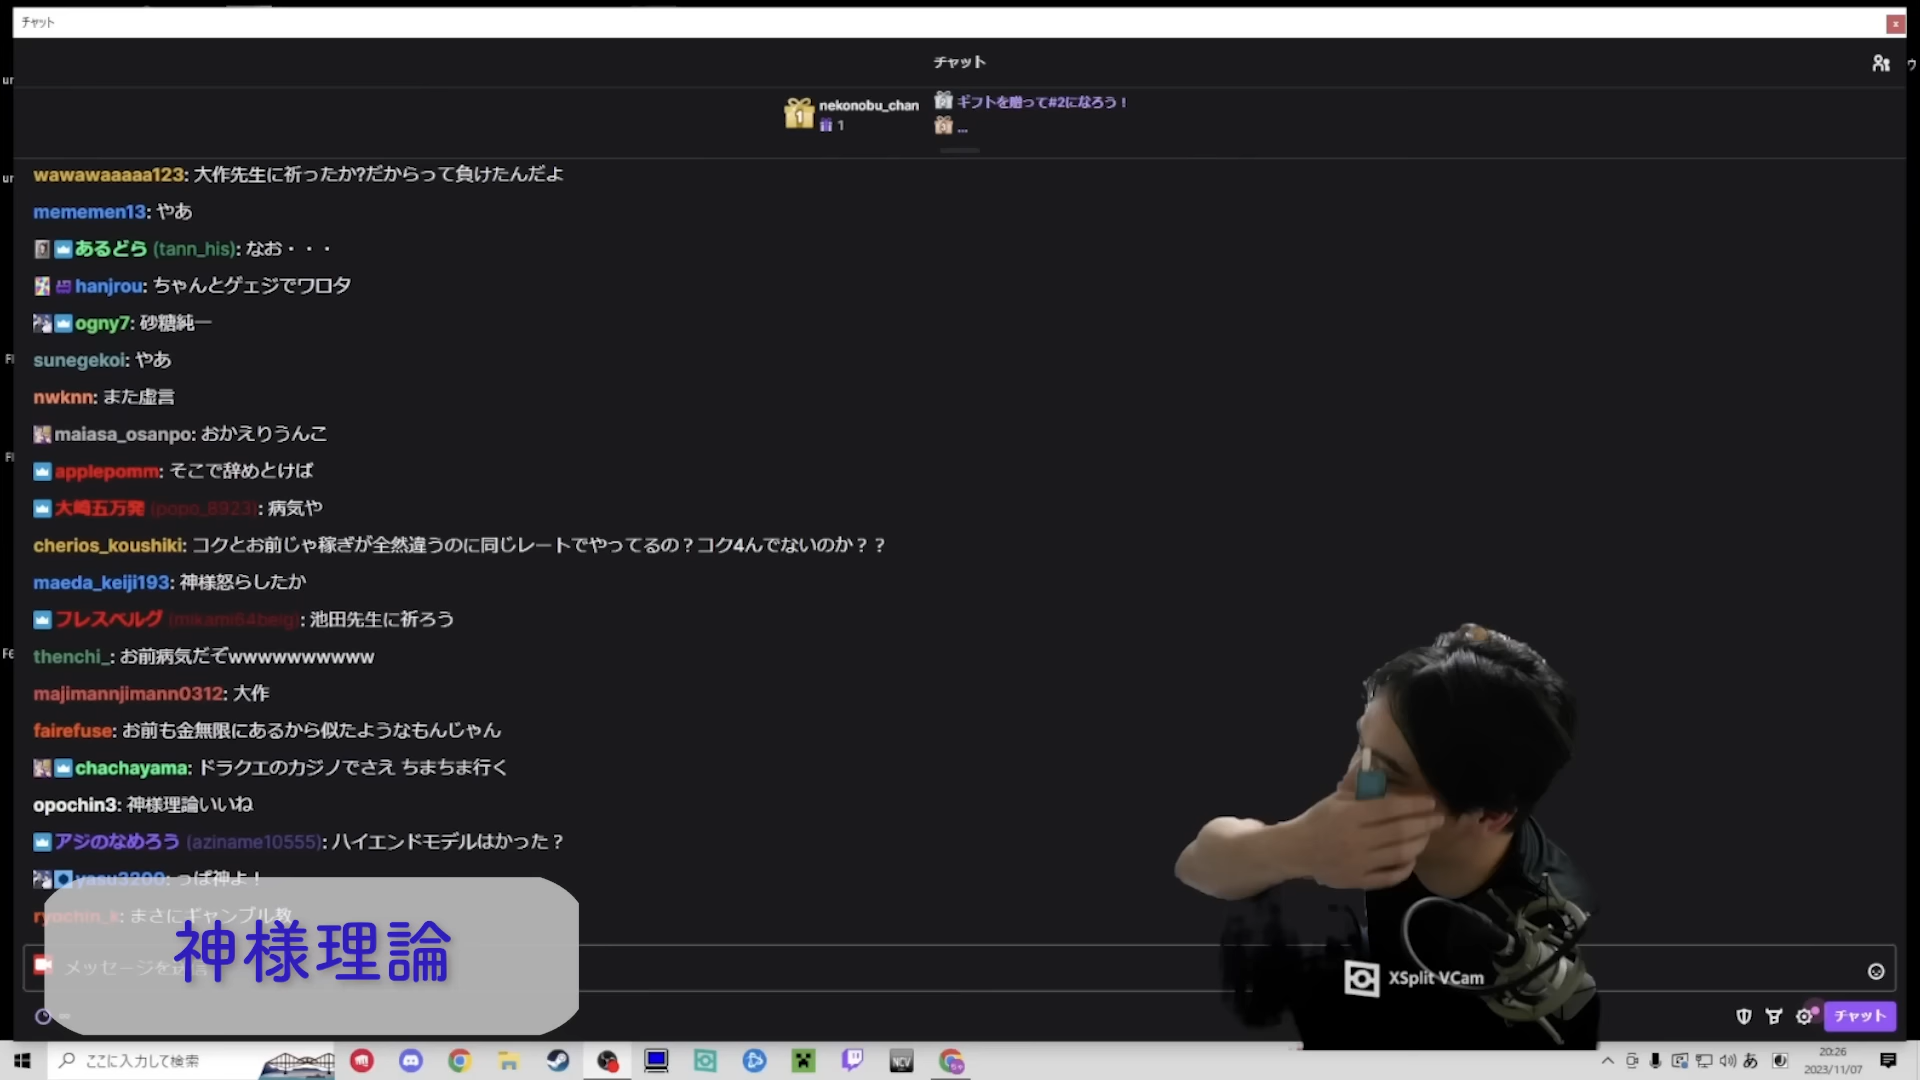 チャット
チャット
nekonobu_chan
1
ギフトを贈って#2になろう！
...
wawawaaaaa123: 大作先生に祈ったか?だからって負けたんだよ
mememen13: やあ
あるどら (tann_his): なお・・・
hanjrou: ちゃんとゲェジでワロタ
ogny7: 砂糖純一
sunegekoi: やあ
nwknn: また虚言
maiasa_osanpo: おかえりうんこ
applepomm: そこで辞めとけば
大崎五万発 (popo_8923): 病気や
cherios_koushiki: コクとお前じゃ稼ぎが全然違うのに同じレートでやってるの？コク4んでないのか？？
maeda_keiji193: 神様怒らしたか
フレスベルグ: 池田先生に祈ろう
thenchi_: お前病気だぞwwwwwwwwww
majimannjimann0312: 大作
fairefuse: お前も金無限にあるから似たようなもんじゃん
chachayama: ドラクエのカジノでさえ ちまちま行く
opochin3: 神様理論いいね
アジのなめろう (aziname10555): ハイエンドモデルはかった？
yasu3200: っぱ神よ！
ryochin_k: まさにギャンブル教
メッセージを送信
神様理論
XSplit VCam
チャット
ここに入力して検索
NCV
あ
20:26
2023/11/07